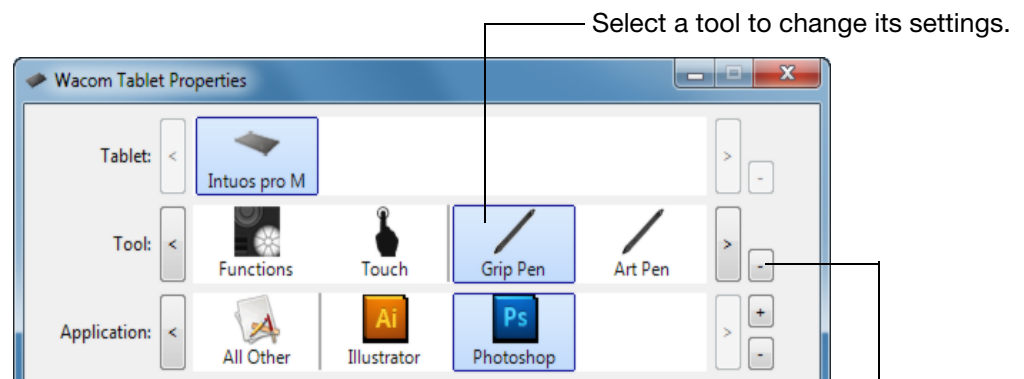 Select a tool to change its settings.
Wacom Tablet Properties
x
Tablet: < Intuos pro M > -
Tool: < Functions Touch Grip Pen Art Pen > -
Application: < Ai Ps > +
All Other Illustrator Photoshop -